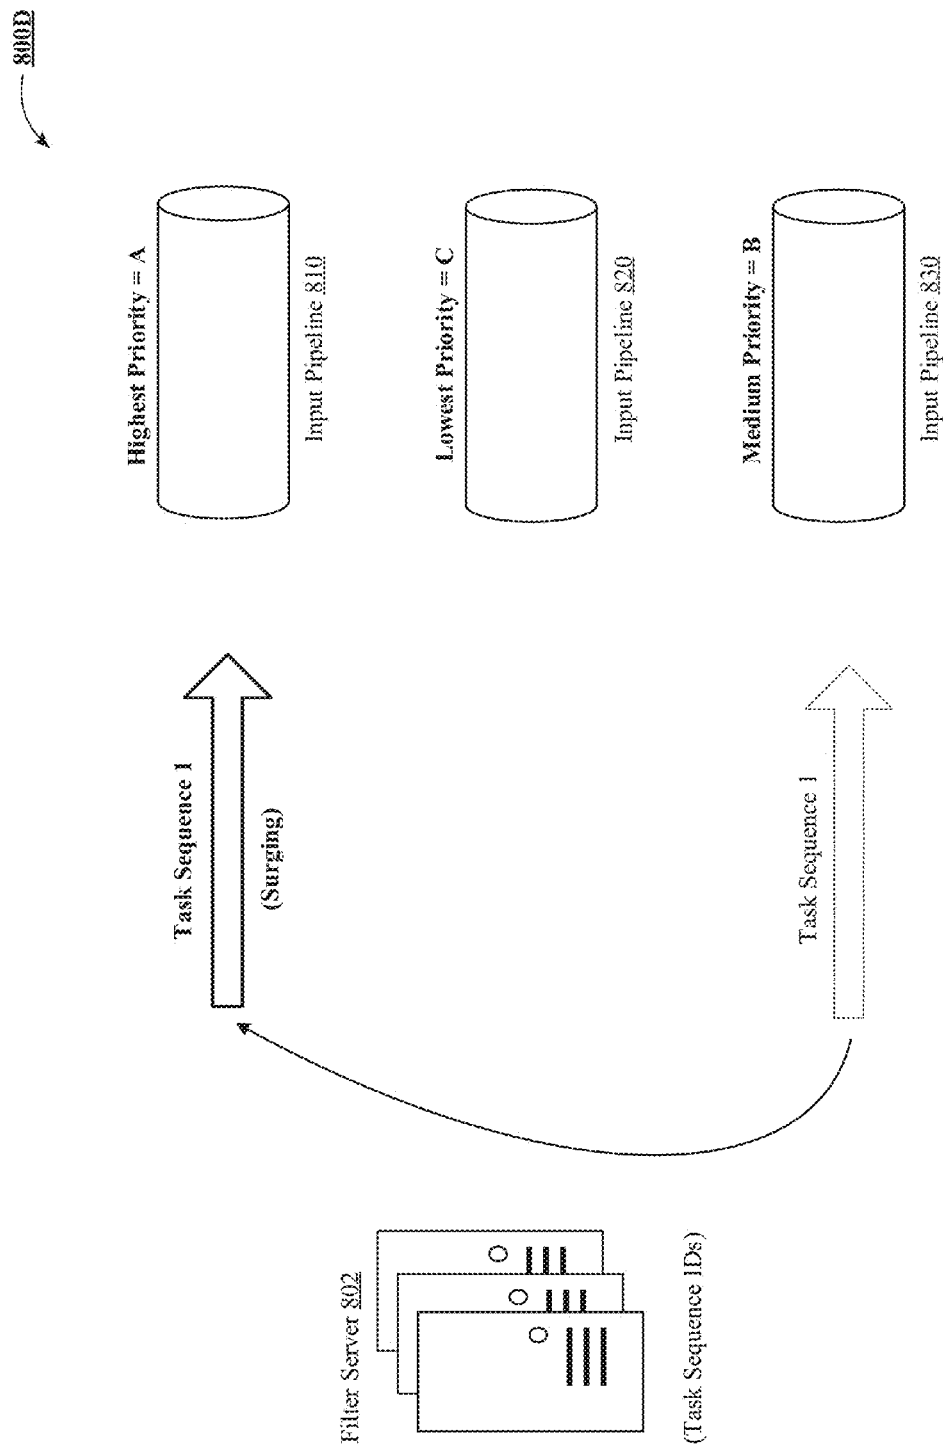 800D
Highest Priority = A
Input Pipeline 810
Lowest Priority = C
Input Pipeline 820
Medium Priority = B
Input Pipeline 830
Task Sequence 1
(Surging)
Task Sequence 1
Filter Server 802
(Task Sequence IDs)